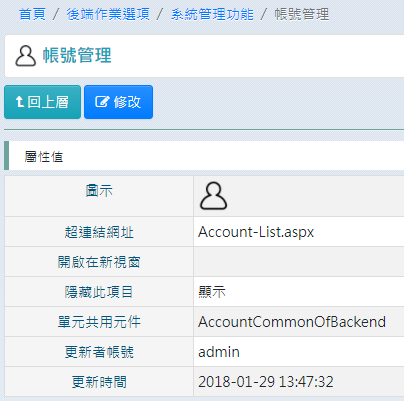 首頁 / 後端作業選項 / 系統管理功能 / 帳號管理
帳號管理
回上層 修改
屬性值
圖示
超連結網址 Account-List.aspx
開啟在新視窗
隱藏此項目 顯示
單元共用元件 AccountCommonOfBackend
更新者帳號 admin
更新時間 2018-01-29 13:47:32